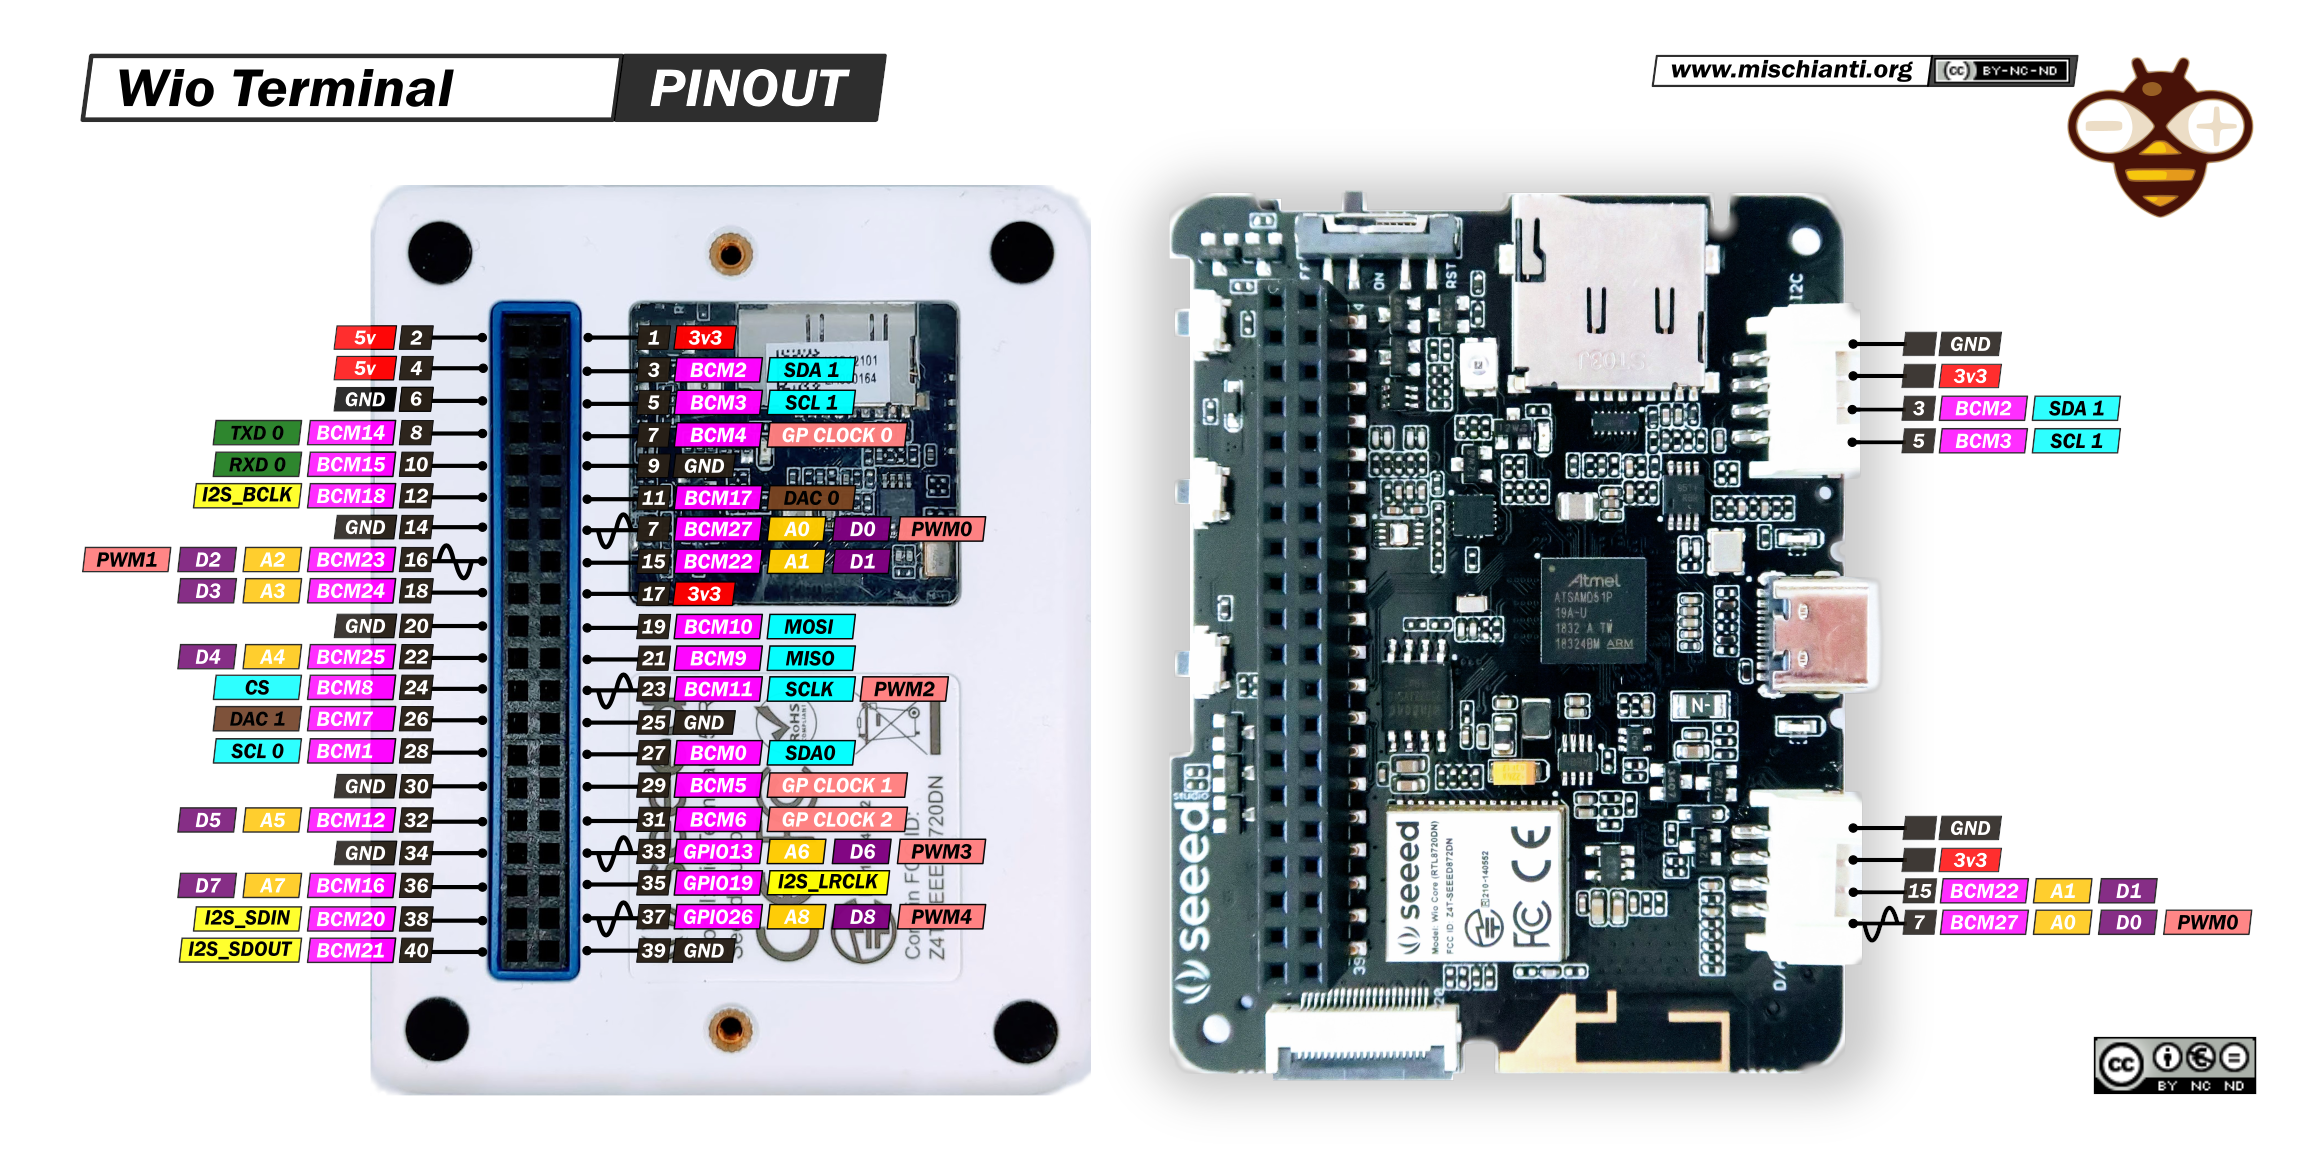 Wio Terminal PINOUT
www.mischianti.org (cc) BY-NC-ND
5v 2
5v 4
GND 6
TXD 0 BCM14 8
RXD 0 BCM15 10
I2S_BCLK BCM18 12
GND 14
PWM1 D2 A2 BCM23 16
D3 A3 BCM24 18
GND 20
D4 A4 BCM25 22
CS BCM8 24
DAC 1 BCM7 26
SCL 0 BCM1 28
GND 30
D5 A5 BCM12 32
GND 34
D7 A7 BCM16 36
I2S_SDIN BCM20 38
I2S_SDOUT BCM21 40
1 3v3
3 BCM2 SDA 1
5 BCM3 SCL 1
7 BCM4 GP CLOCK 0
9 GND
11 BCM17 DAC 0
7 BCM27 A0 D0 PWM0
15 BCM22 A1 D1
17 3v3
19 BCM10 MOSI
21 BCM9 MISO
23 BCM11 SCLK PWM2
25 GND
27 BCM0 SDA0
29 BCM5 GP CLOCK 1
31 BCM6 GP CLOCK 2
33 GPIO13 A6 D6 PWM3
35 GPIO19 I2S_LRCLK
37 GPIO26 A8 D8 PWM4
39 GND
RoHS
ON
RST
I2C
Atmel
ATSAMD51P
19A-U
1832 A TW
18324BM ARM
N-
seeed
studio
seeed
Model: Wio Core (RTL8720DN)
FCC ID: Z4T-SEEED872DN
210-140552
FC CE
39
GND
3v3
3 BCM2 SDA 1
5 BCM3 SCL 1
GND
3v3
15 BCM22 A1 D1
7 BCM27 A0 D0 PWM0
cc
BY NC ND